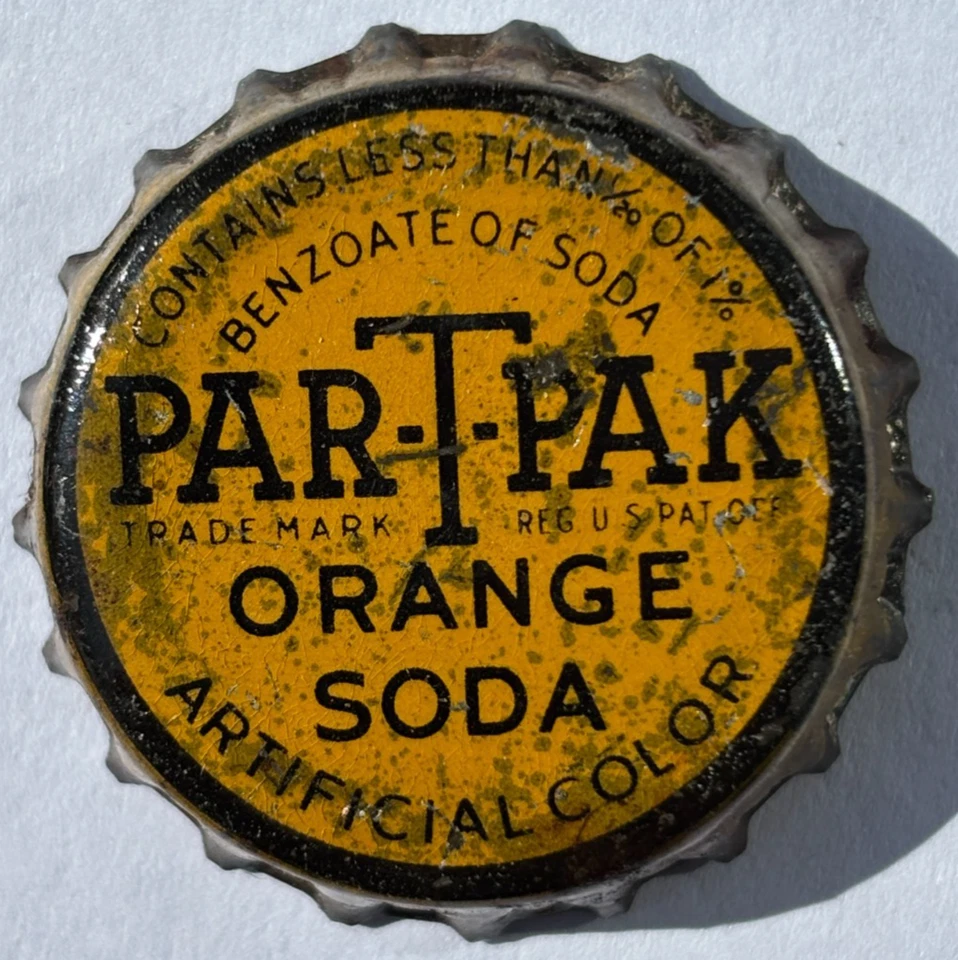 CONTAINS LESS THAN 1/20 OF 1%
BENZOATE OF SODA
PAR-T-PAK
TRADE MARK REG U S PAT OFF
ORANGE
SODA
ARTIFICIAL COLOR